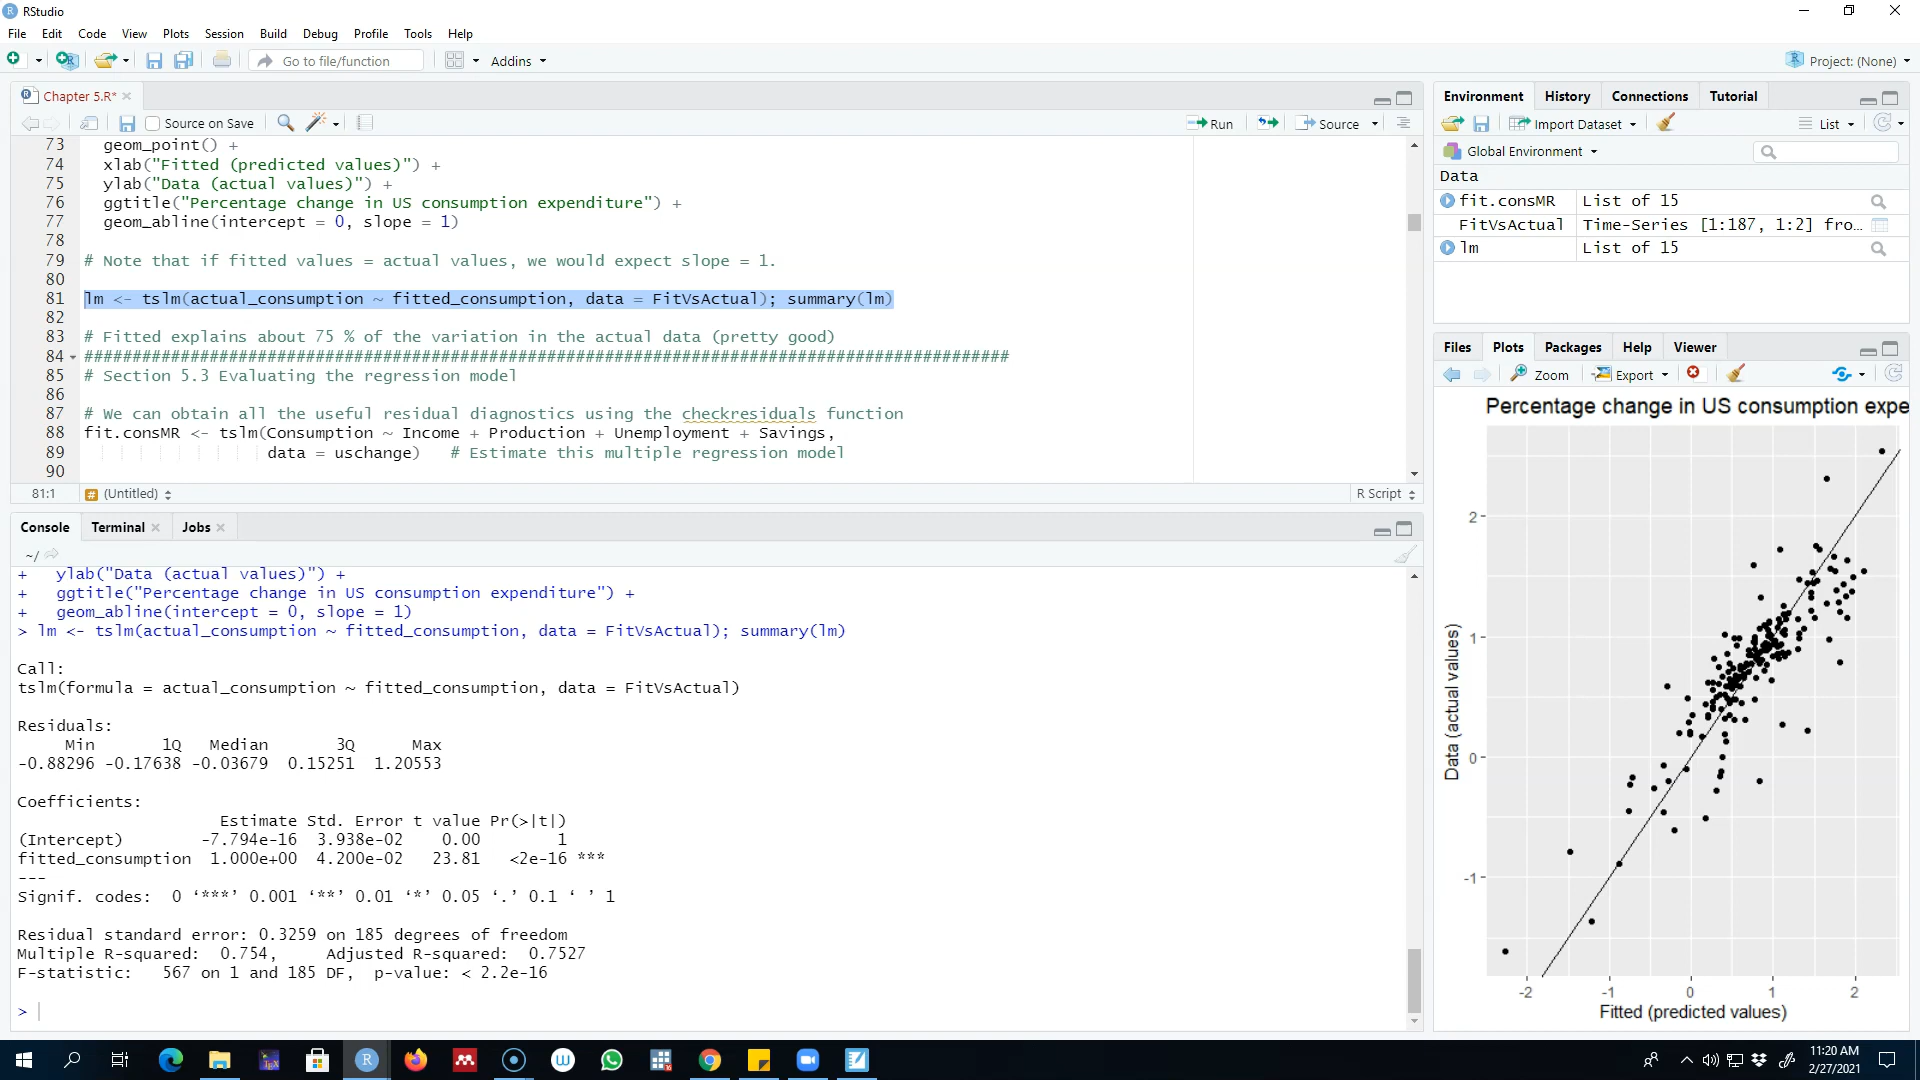 RStudio
File Edit Code View Plots Session Build Debug Profile Tools Help
Go to file/function Addins Project: (None)
Chapter 5.R*
Source on Save Run Source
73 geom_point() +
74 xlab("Fitted (predicted values)") +
75 ylab("Data (actual values)") +
76 ggtitle("Percentage change in US consumption expenditure") +
77 geom_abline(intercept = 0, slope = 1)
78
79 # Note that if fitted values = actual values, we would expect slope = 1.
80
81 lm <- tslm(actual_consumption ~ fitted_consumption, data = FitVsActual); summary(lm)
82
83 # Fitted explains about 75 % of the variation in the actual data (pretty good)
84 ################################################################################################
85 # Section 5.3 Evaluating the regression model
86
87 # We can obtain all the useful residual diagnostics using the checkresiduals function
88 fit.consMR <- tslm(Consumption ~ Income + Production + Unemployment + Savings,
89 data = uschange) # Estimate this multiple regression model
90
81:1 # (Untitled) R Script
Console Terminal Jobs
~/
+ ylab("Data (actual values)") +
+ ggtitle("Percentage change in US consumption expenditure") +
+ geom_abline(intercept = 0, slope = 1)
> lm <- tslm(actual_consumption ~ fitted_consumption, data = FitVsActual); summary(lm)
Call:
tslm(formula = actual_consumption ~ fitted_consumption, data = FitVsActual)
Residuals:
Min 1Q Median 3Q Max
-0.88296 -0.17638 -0.03679 0.15251 1.20553
Coefficients:
Estimate Std. Error t value Pr(>|t|)
(Intercept) -7.794e-16 3.938e-02 0.00 1
fitted_consumption 1.000e+00 4.200e-02 23.81 <2e-16 ***
---
Signif. codes: 0 ‘***’ 0.001 ‘**’ 0.01 ‘*’ 0.05 ‘.’ 0.1 ‘ ’ 1
Residual standard error: 0.3259 on 185 degrees of freedom
Multiple R-squared: 0.754, Adjusted R-squared: 0.7527
F-statistic: 567 on 1 and 185 DF, p-value: < 2.2e-16
>
Environment History Connections Tutorial
Import Dataset List
Global Environment
Data
fit.consMR List of 15
FitVsActual Time-Series [1:187, 1:2] fro…
lm List of 15
Files Plots Packages Help Viewer
Zoom Export
Percentage change in US consumption expe
Data (actual values)
2
1
0
-1
-2 -1 0 1 2
Fitted (predicted values)
11:20 AM
2/27/2021